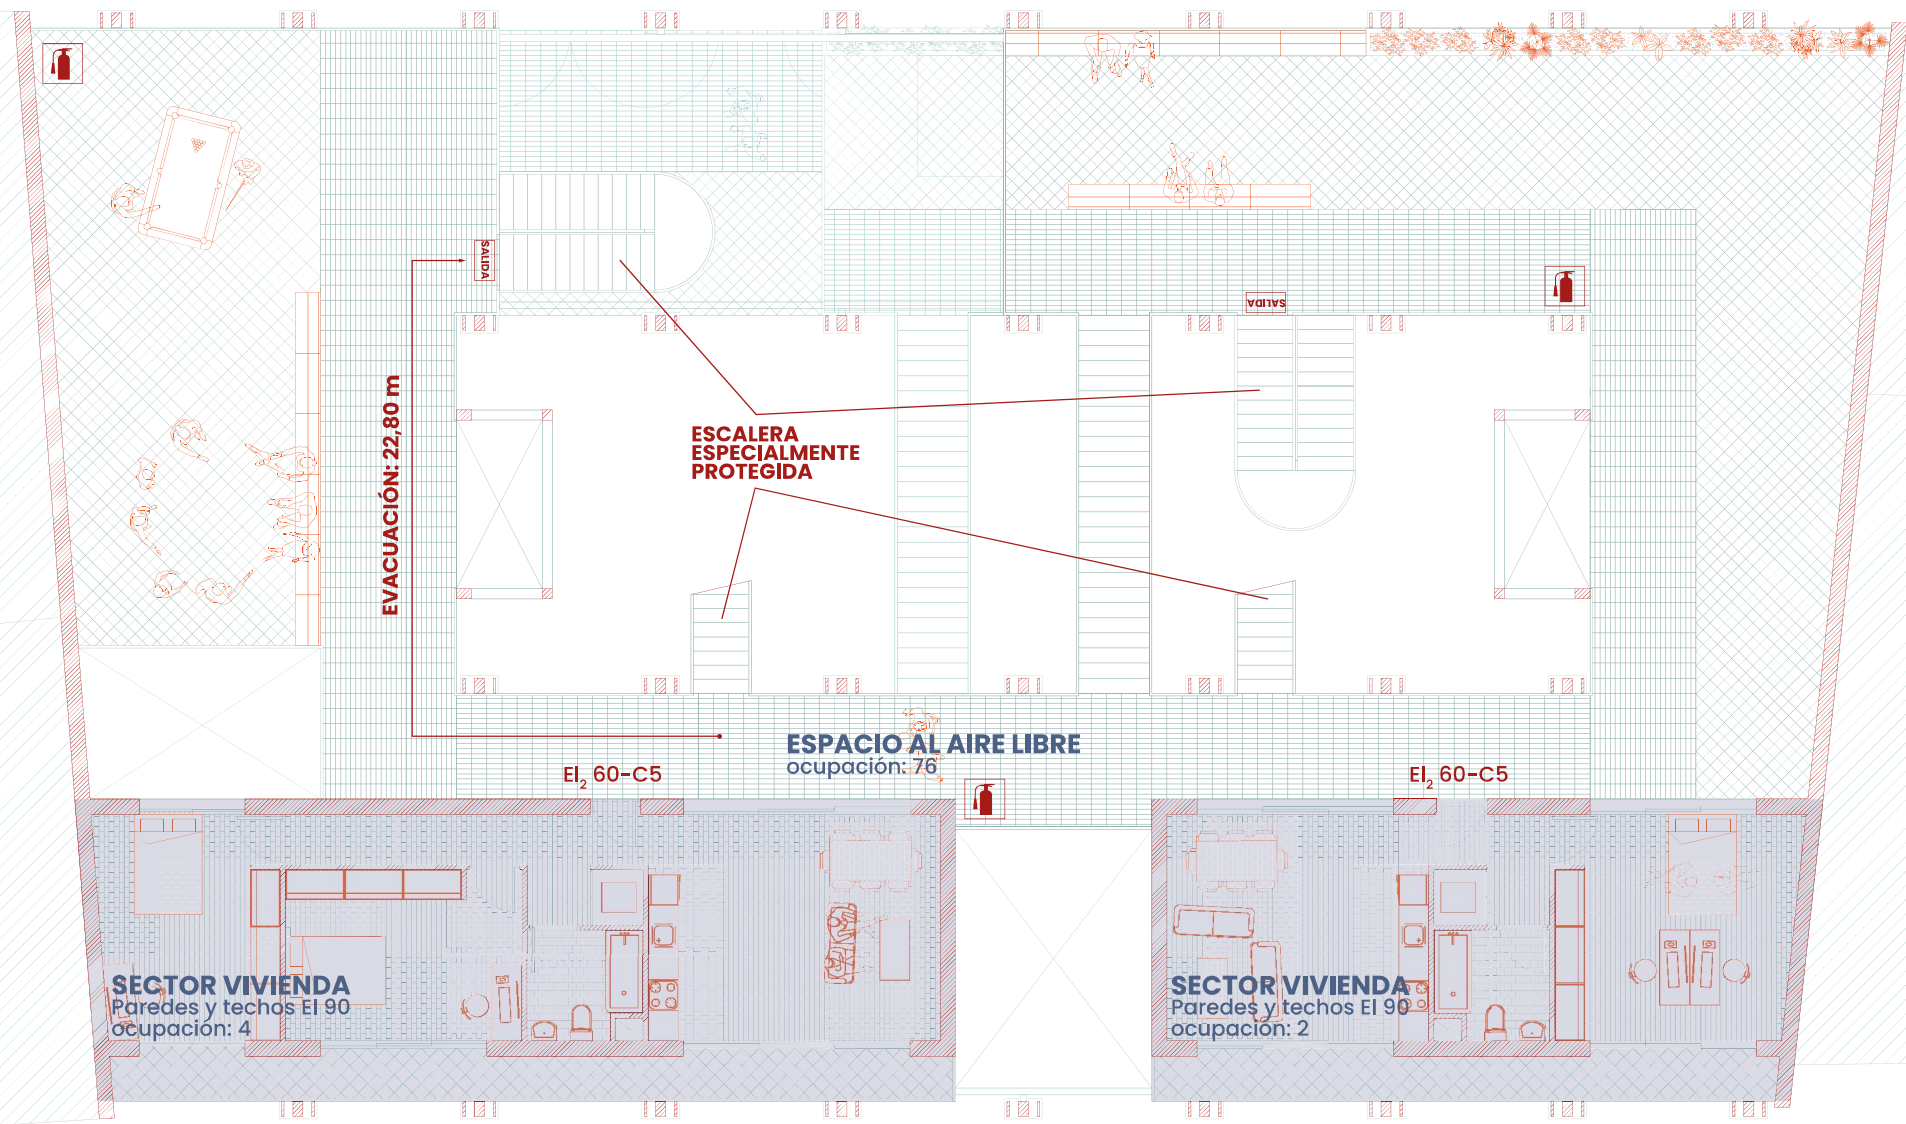 SALIDA
SALIDA
EVACUACIÓN: 22,80 m
ESCALERA
ESPECIALMENTE
PROTEGIDA
ESPACIO AL AIRE LIBRE
ocupación: 76
EI₂ 60-C5
EI₂ 60-C5
SECTOR VIVIENDA
Paredes y techos EI 90
ocupación: 4
SECTOR VIVIENDA
Paredes y techos EI 90
ocupación: 2